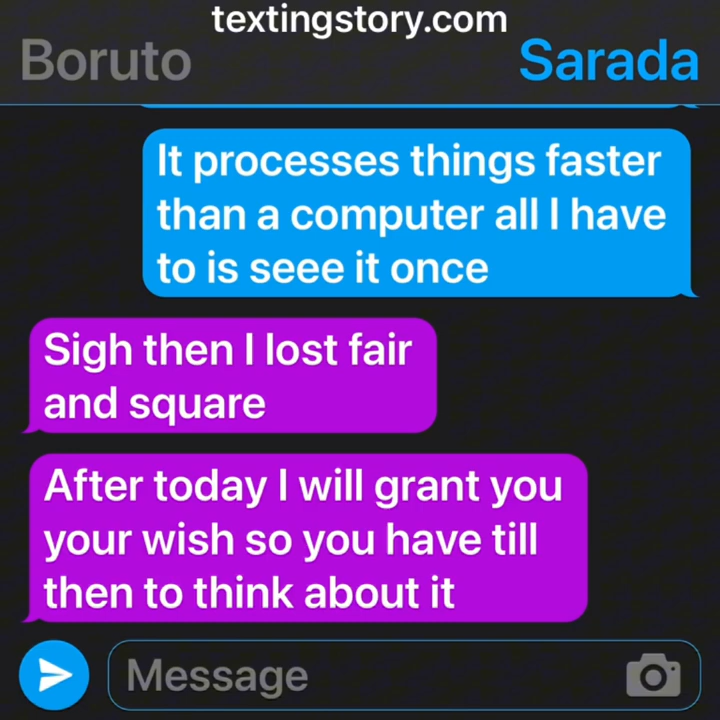 textingstory.com
Boruto
Sarada
It processes things faster
than a computer all I have
to is seee it once
Sigh then I lost fair
and square
After today I will grant you
your wish so you have till
then to think about it
Message